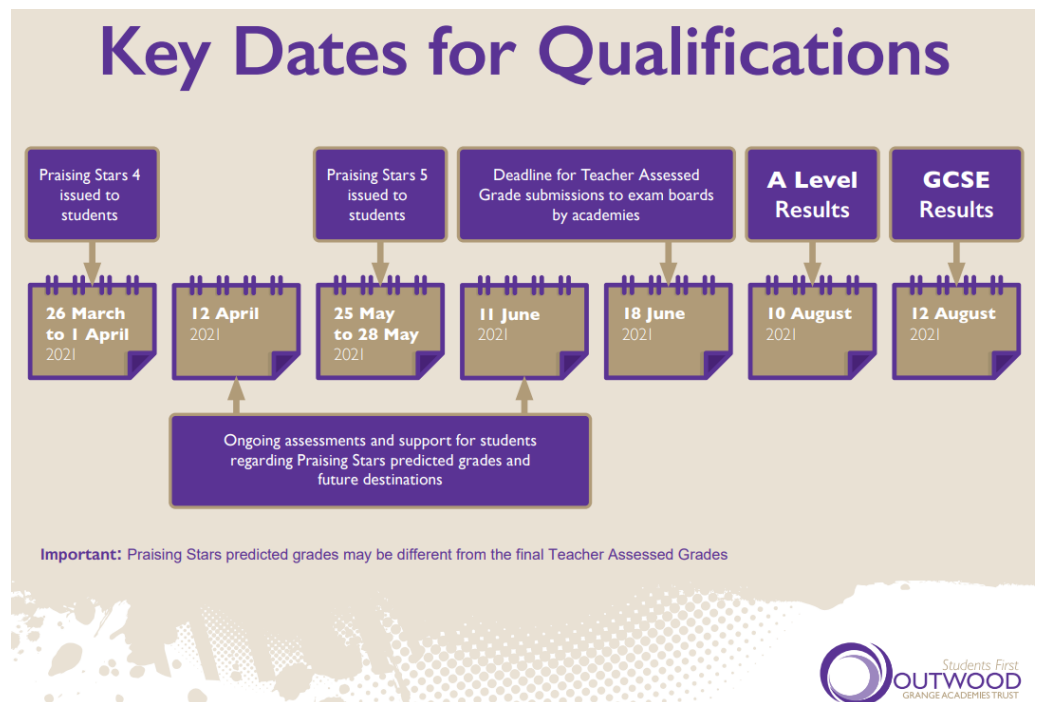 Key Dates for Qualifications
Praising Stars 4
issued to
students
Praising Stars 5
issued to
students
Deadline for Teacher Assessed
Grade submissions to exam boards
by academies
A Level
Results
GCSE
Results
26 March
to 1 April
2021
12 April
2021
25 May
to 28 May
2021
11 June
2021
18 June
2021
10 August
2021
12 August
2021
Ongoing assessments and support for students
regarding Praising Stars predicted grades and
future destinations
Important: Praising Stars predicted grades may be different from the final Teacher Assessed Grades
Students First
OUTWOOD
GRANGE ACADEMIES TRUST